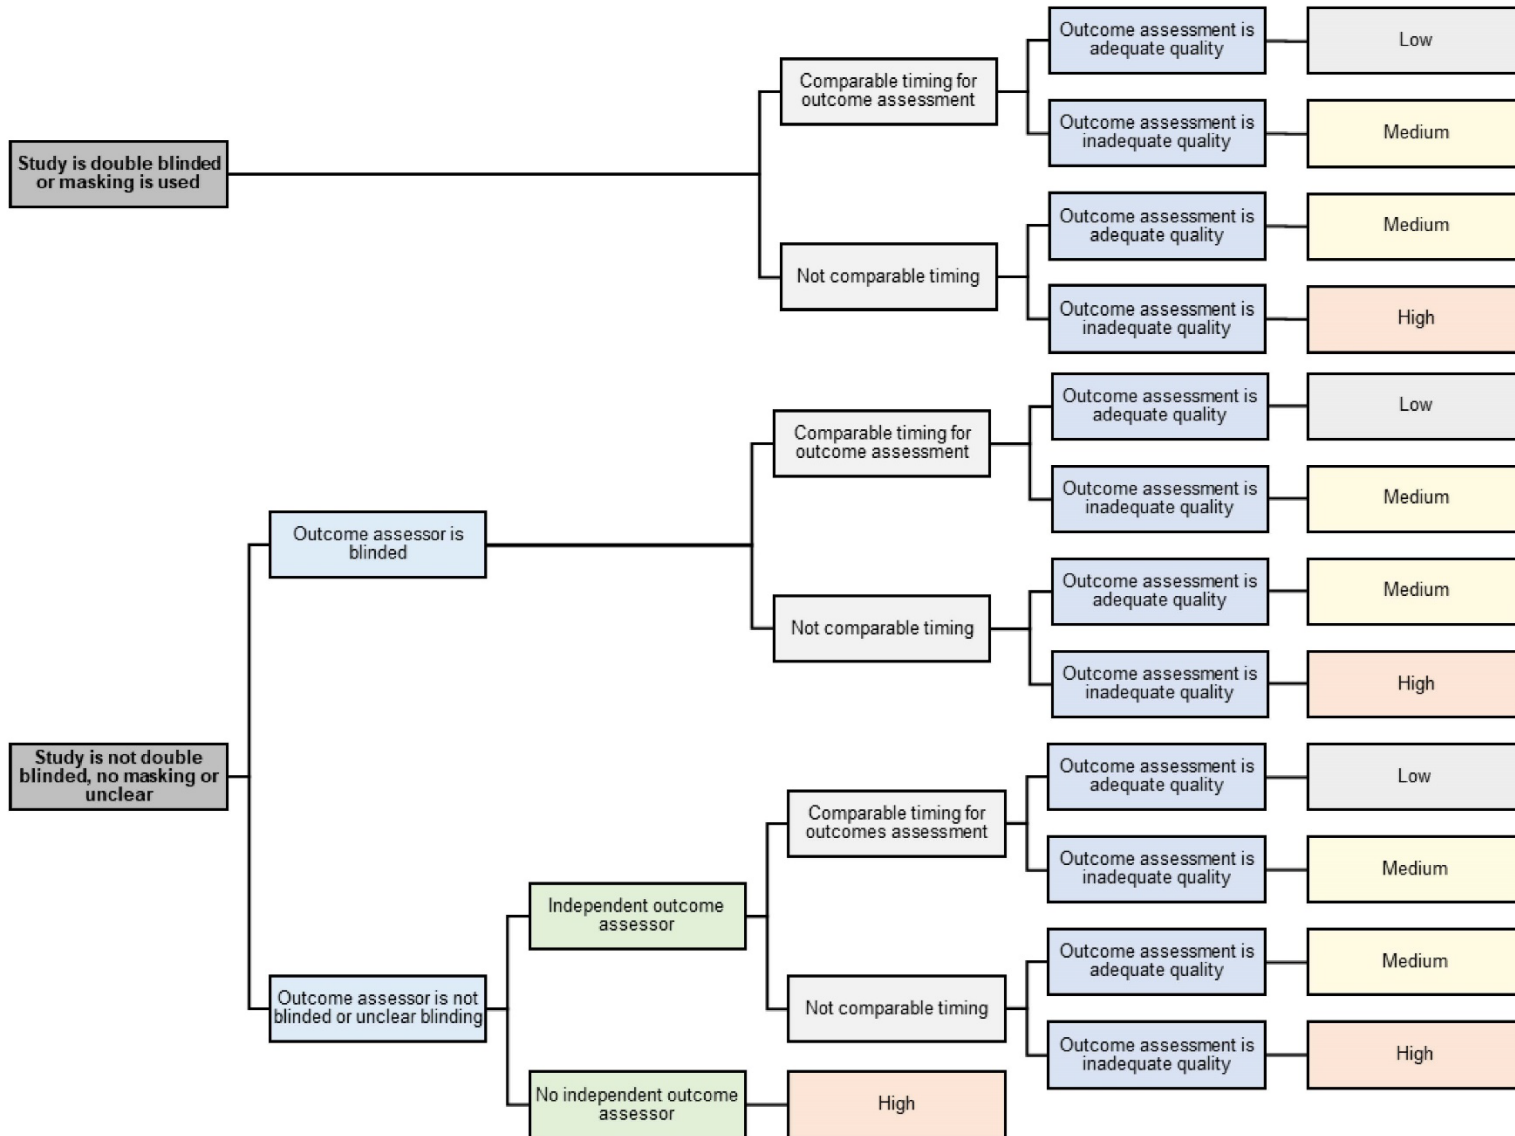 Study is double blinded
or masking is used
Comparable timing for
outcome assessment
Outcome assessment is
adequate quality
Low
Outcome assessment is
inadequate quality
Medium
Not comparable timing
Outcome assessment is
adequate quality
Medium
Outcome assessment is
inadequate quality
High
Study is not double
blinded, no masking or
unclear
Outcome assessor is
blinded
Comparable timing for
outcome assessment
Outcome assessment is
adequate quality
Low
Outcome assessment is
inadequate quality
Medium
Not comparable timing
Outcome assessment is
adequate quality
Medium
Outcome assessment is
inadequate quality
High
Outcome assessor is not
blinded or unclear blinding
Independent outcome
assessor
Comparable timing for
outcomes assessment
Outcome assessment is
adequate quality
Low
Outcome assessment is
inadequate quality
Medium
Not comparable timing
Outcome assessment is
adequate quality
Medium
Outcome assessment is
inadequate quality
High
No independent outcome
assessor
High